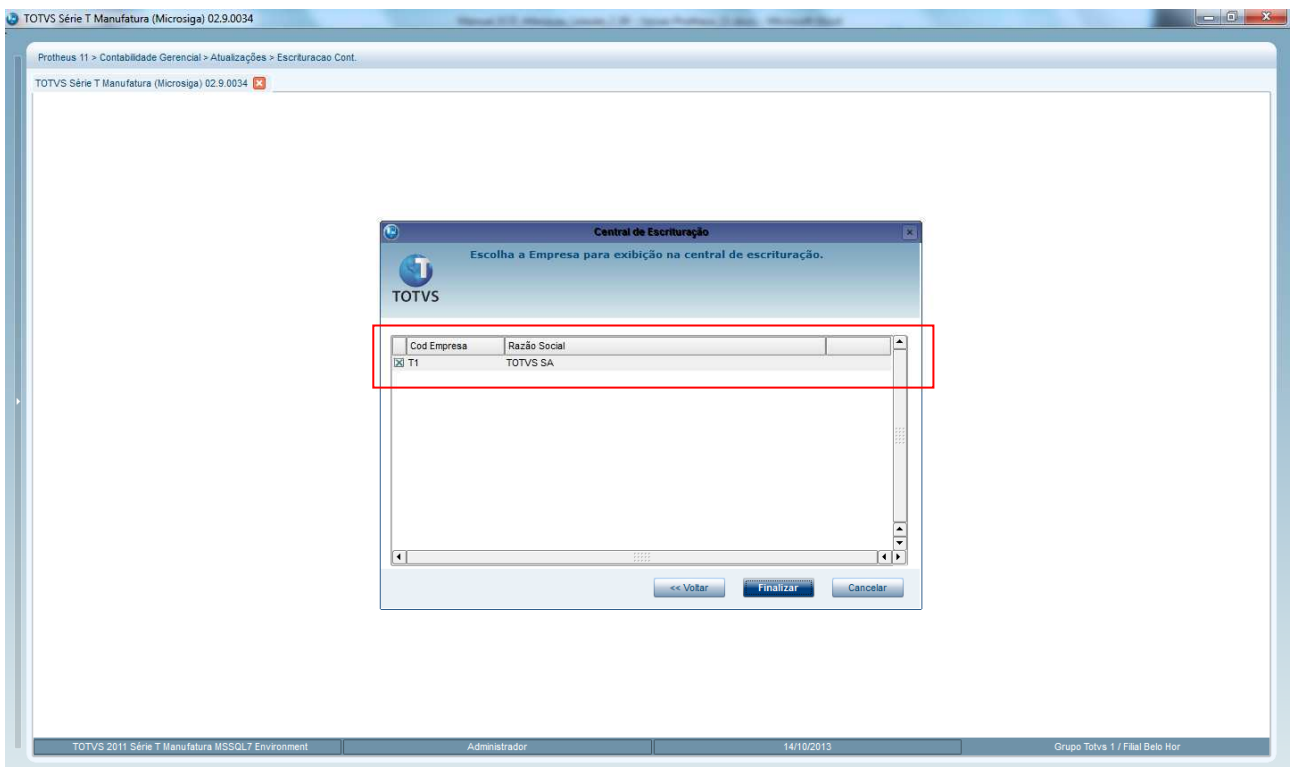 TOTVS Série T Manufatura (Microsiga) 02.9.0034
Protheus 11 > Contabilidade Gerencial > Atualizações > Escrituracao Cont.
TOTVS Série T Manufatura (Microsiga) 02.9.0034
Central de Escrituração
Escolha a Empresa para exibição na central de escrituração.
TOTVS
Cod Empresa Razão Social
T1 TOTVS SA
<< Voltar Finalizar Cancelar
TOTVS 2011 Série T Manufatura MSSQL7 Environment Administrador 14/10/2013 Grupo Totvs 1 / Filial Belo Hor